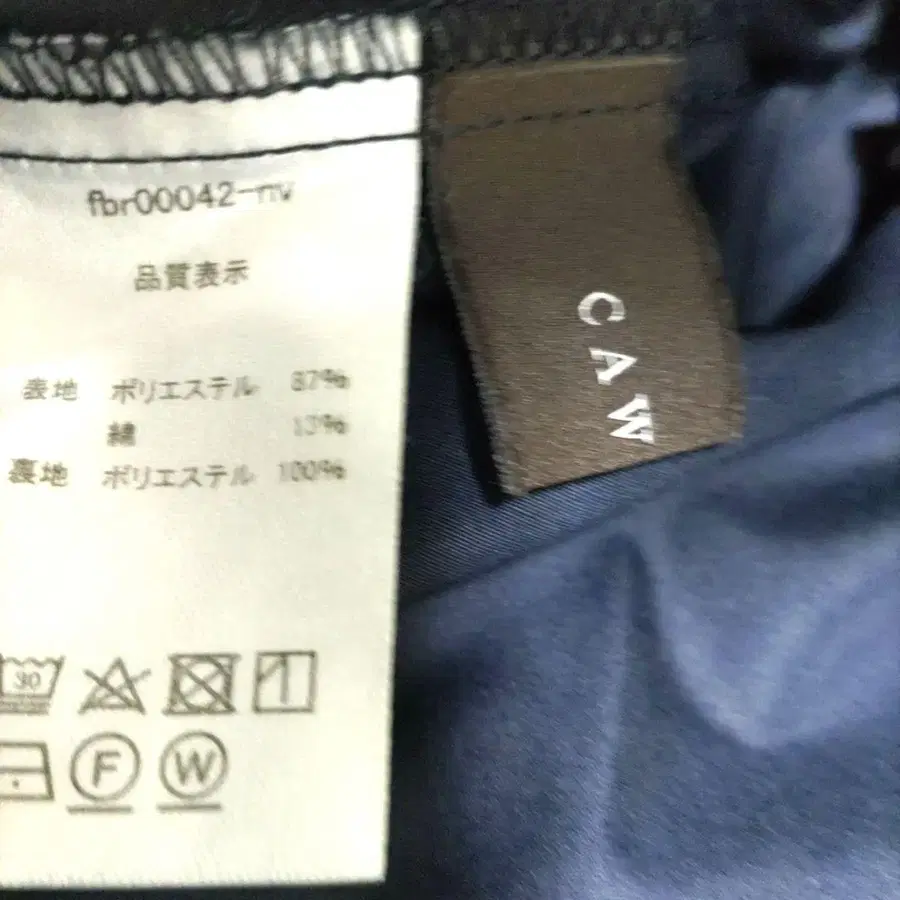 fbr00042-nv
品質表示
表地 ポリエステル 87%
綿 13%
裏地 ポリエステル 100%
30
F W
CAW